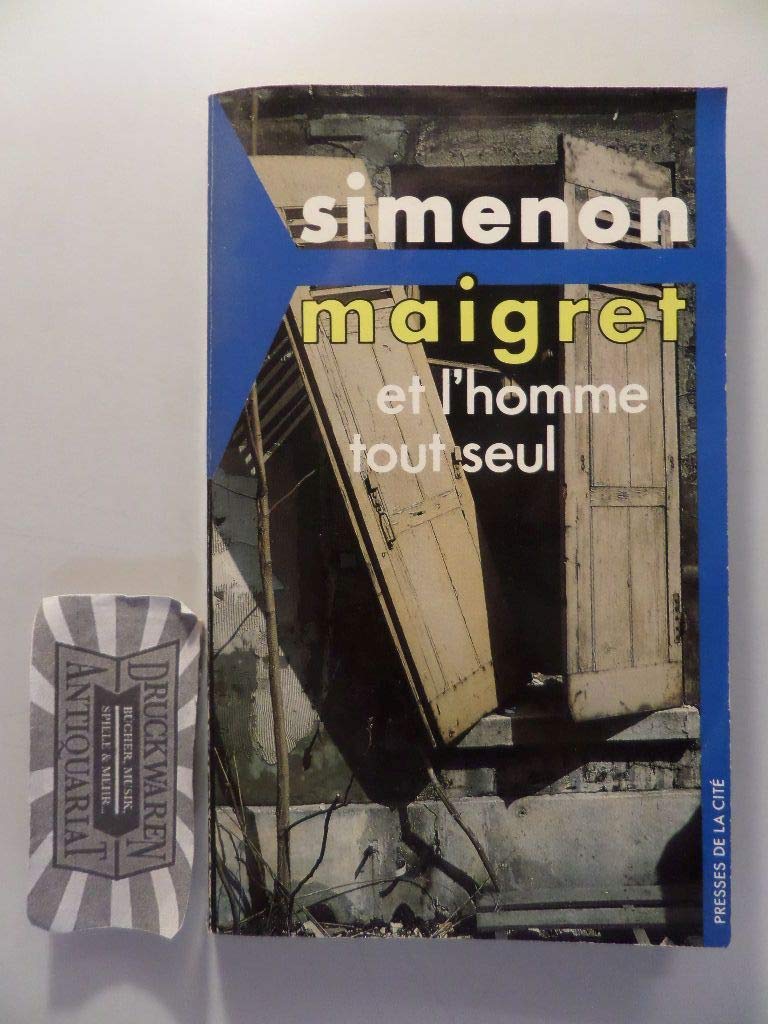 simenon
maigret
et l'homme
tout seul
PRESSES DE LA CITÉ
DRUCKWAREN
BÜCHER, MUSIK,
SPIELE & MEHR...
ANTIQUARIAT